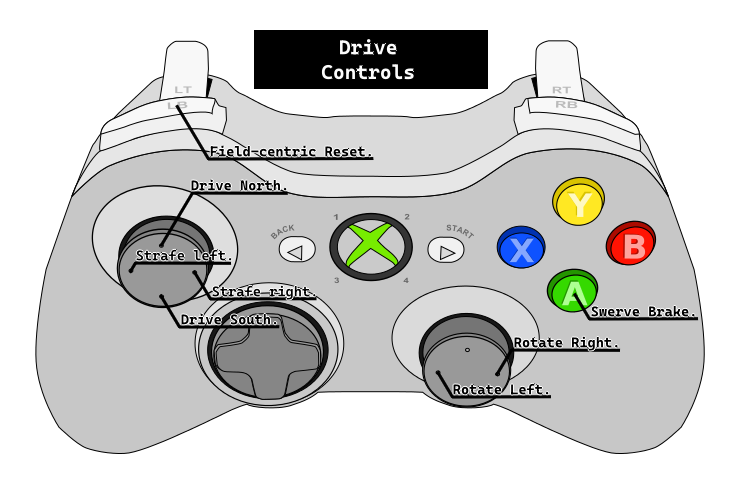 Drive
Controls
LT
RT
LB
RB
Field-centric Reset.
Drive North.
Y
1
2
BACK
START
X
B
Strafe left.
3
4
Strafe right.
A
Swerve Brake.
Drive South.
Rotate Right.
Rotate Left.